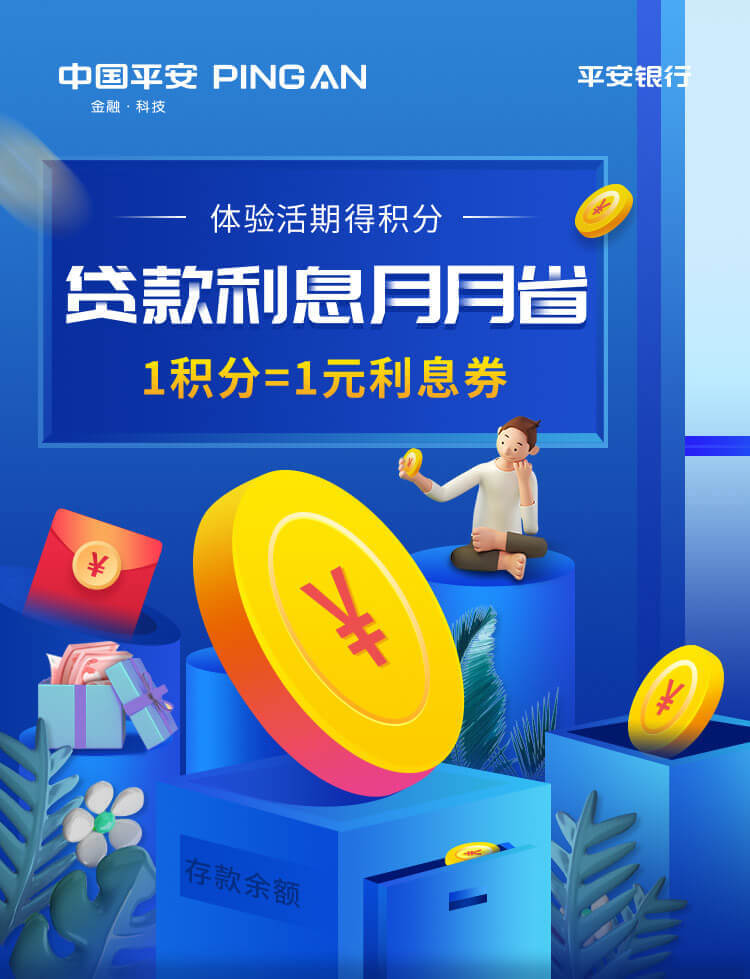 中国平安 PING AN
金融·科技
平安银行
体验活期得积分
贷款利息月月省
1积分=1元利息券
¥
¥
¥
¥
¥
存款余额
¥